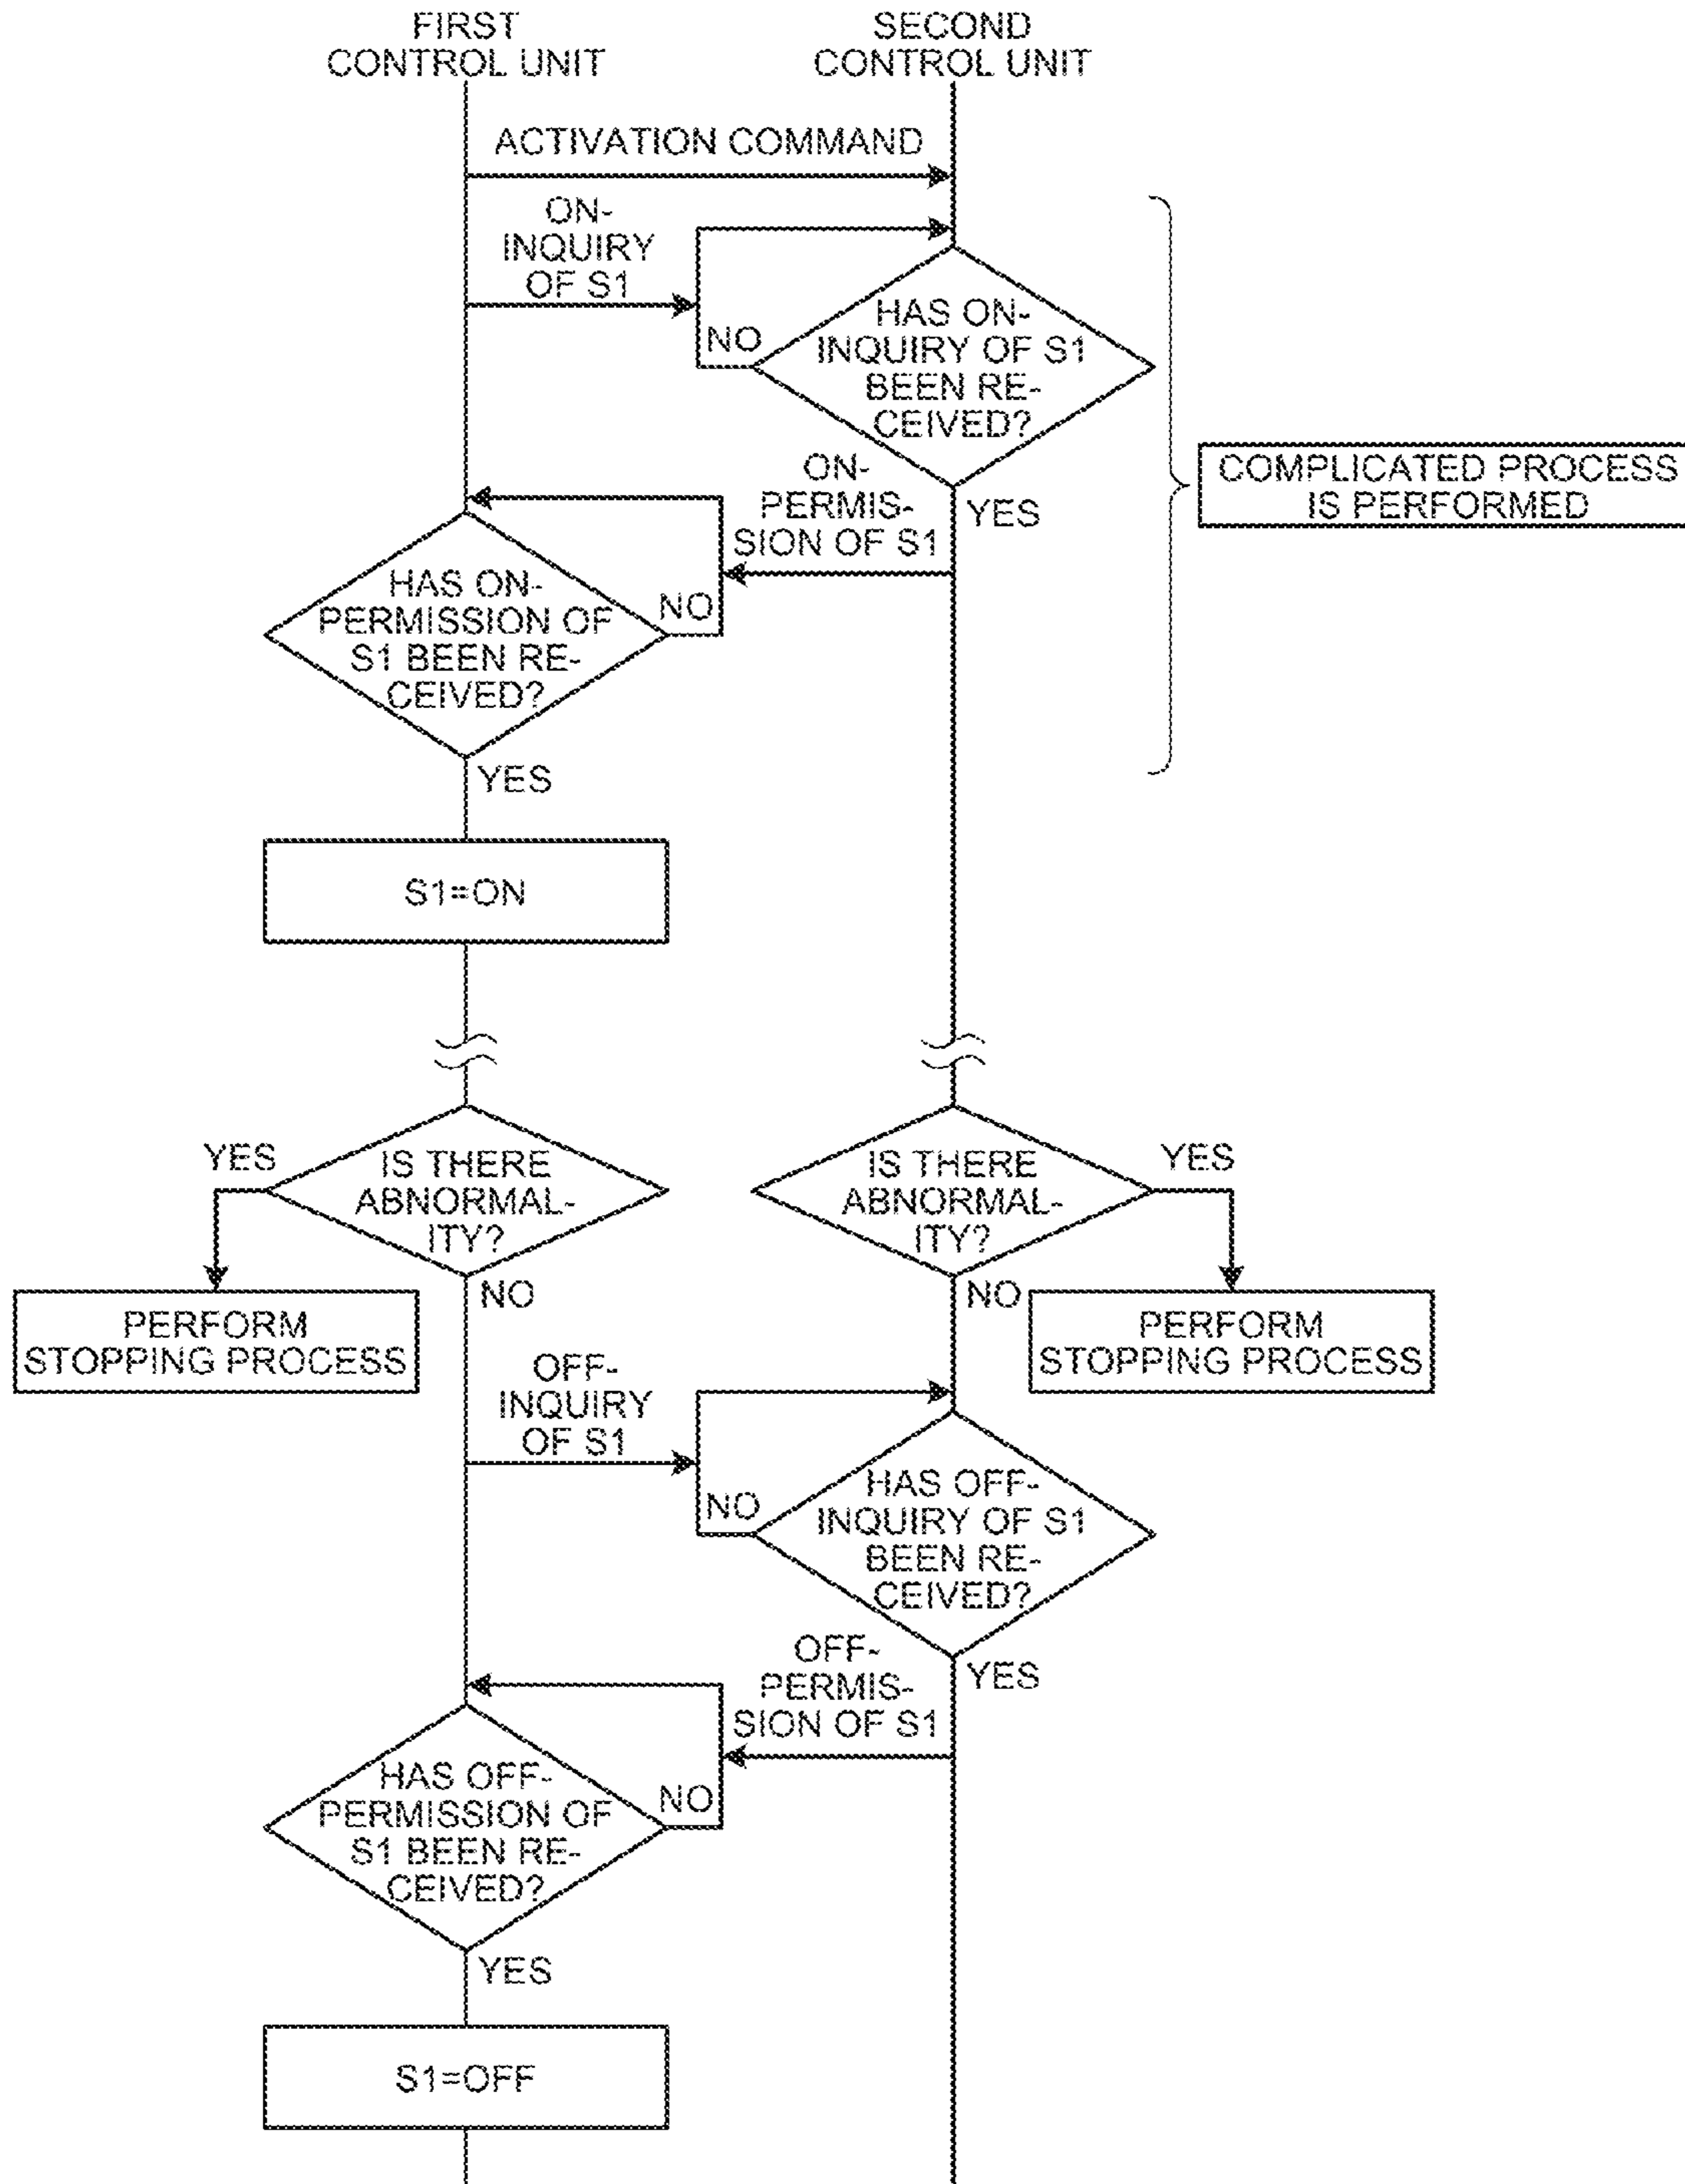 FIRST
CONTROL UNIT
SECOND
CONTROL UNIT
ACTIVATION COMMAND
ON-
INQUIRY
OF S1
NO
HAS ON-
INQUIRY OF S1
BEEN RE-
CEIVED?
YES
COMPLICATED PROCESS
IS PERFORMED
ON-
PERMIS-
SION OF S1
HAS ON-
PERMISSION OF
S1 BEEN RE-
CEIVED?
NO
YES
S1=ON
YES
IS THERE
ABNORMAL-
ITY?
NO
PERFORM
STOPPING PROCESS
IS THERE
ABNORMAL-
ITY?
YES
NO
PERFORM
STOPPING PROCESS
OFF-
INQUIRY
OF S1
NO
HAS OFF-
INQUIRY OF S1
BEEN RE-
CEIVED?
YES
OFF-
PERMIS-
SION OF S1
HAS OFF-
PERMISSION OF
S1 BEEN RE-
CEIVED?
NO
YES
S1=OFF